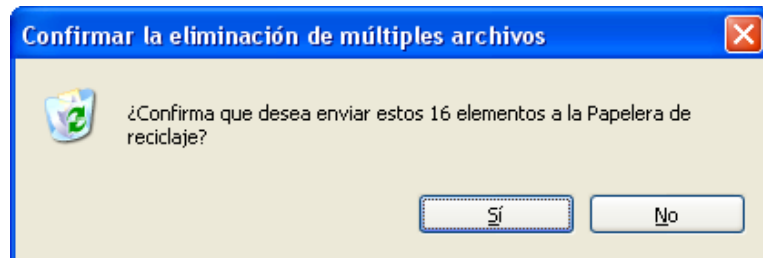 Confirmar la eliminación de múltiples archivos
¿Confirma que desea enviar estos 16 elementos a la Papelera de
reciclaje?
Sí
No